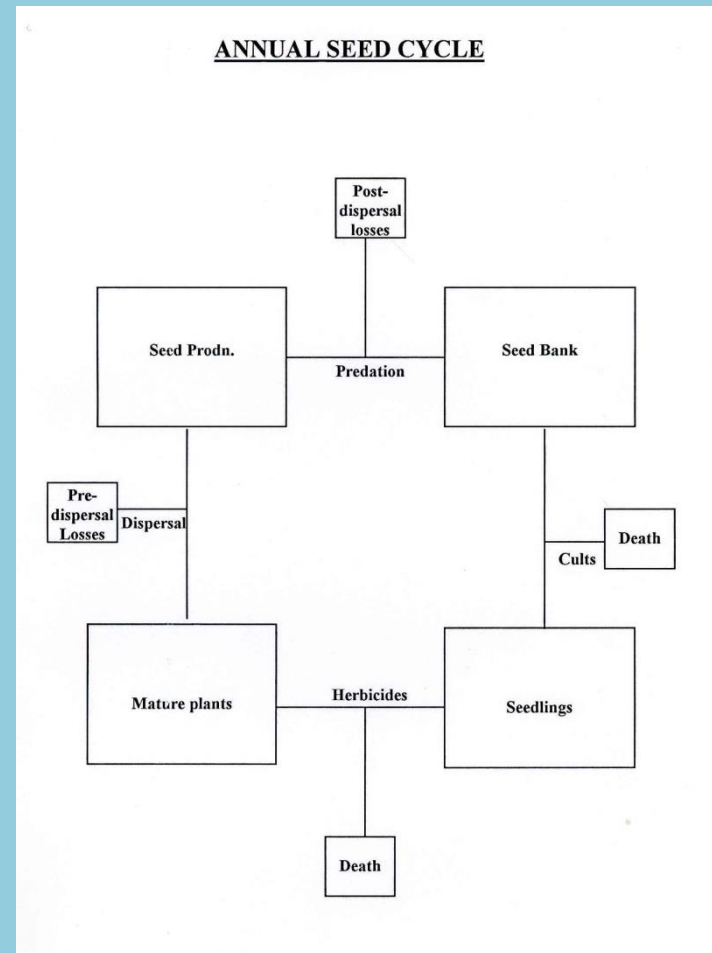 ANNUAL SEED CYCLE
Post-
dispersal
losses
Seed Prodn.
Seed Bank
Predation
Pre-
dispersal
Losses
Dispersal
Death
Cults
Mature plants
Herbicides
Seedlings
Death